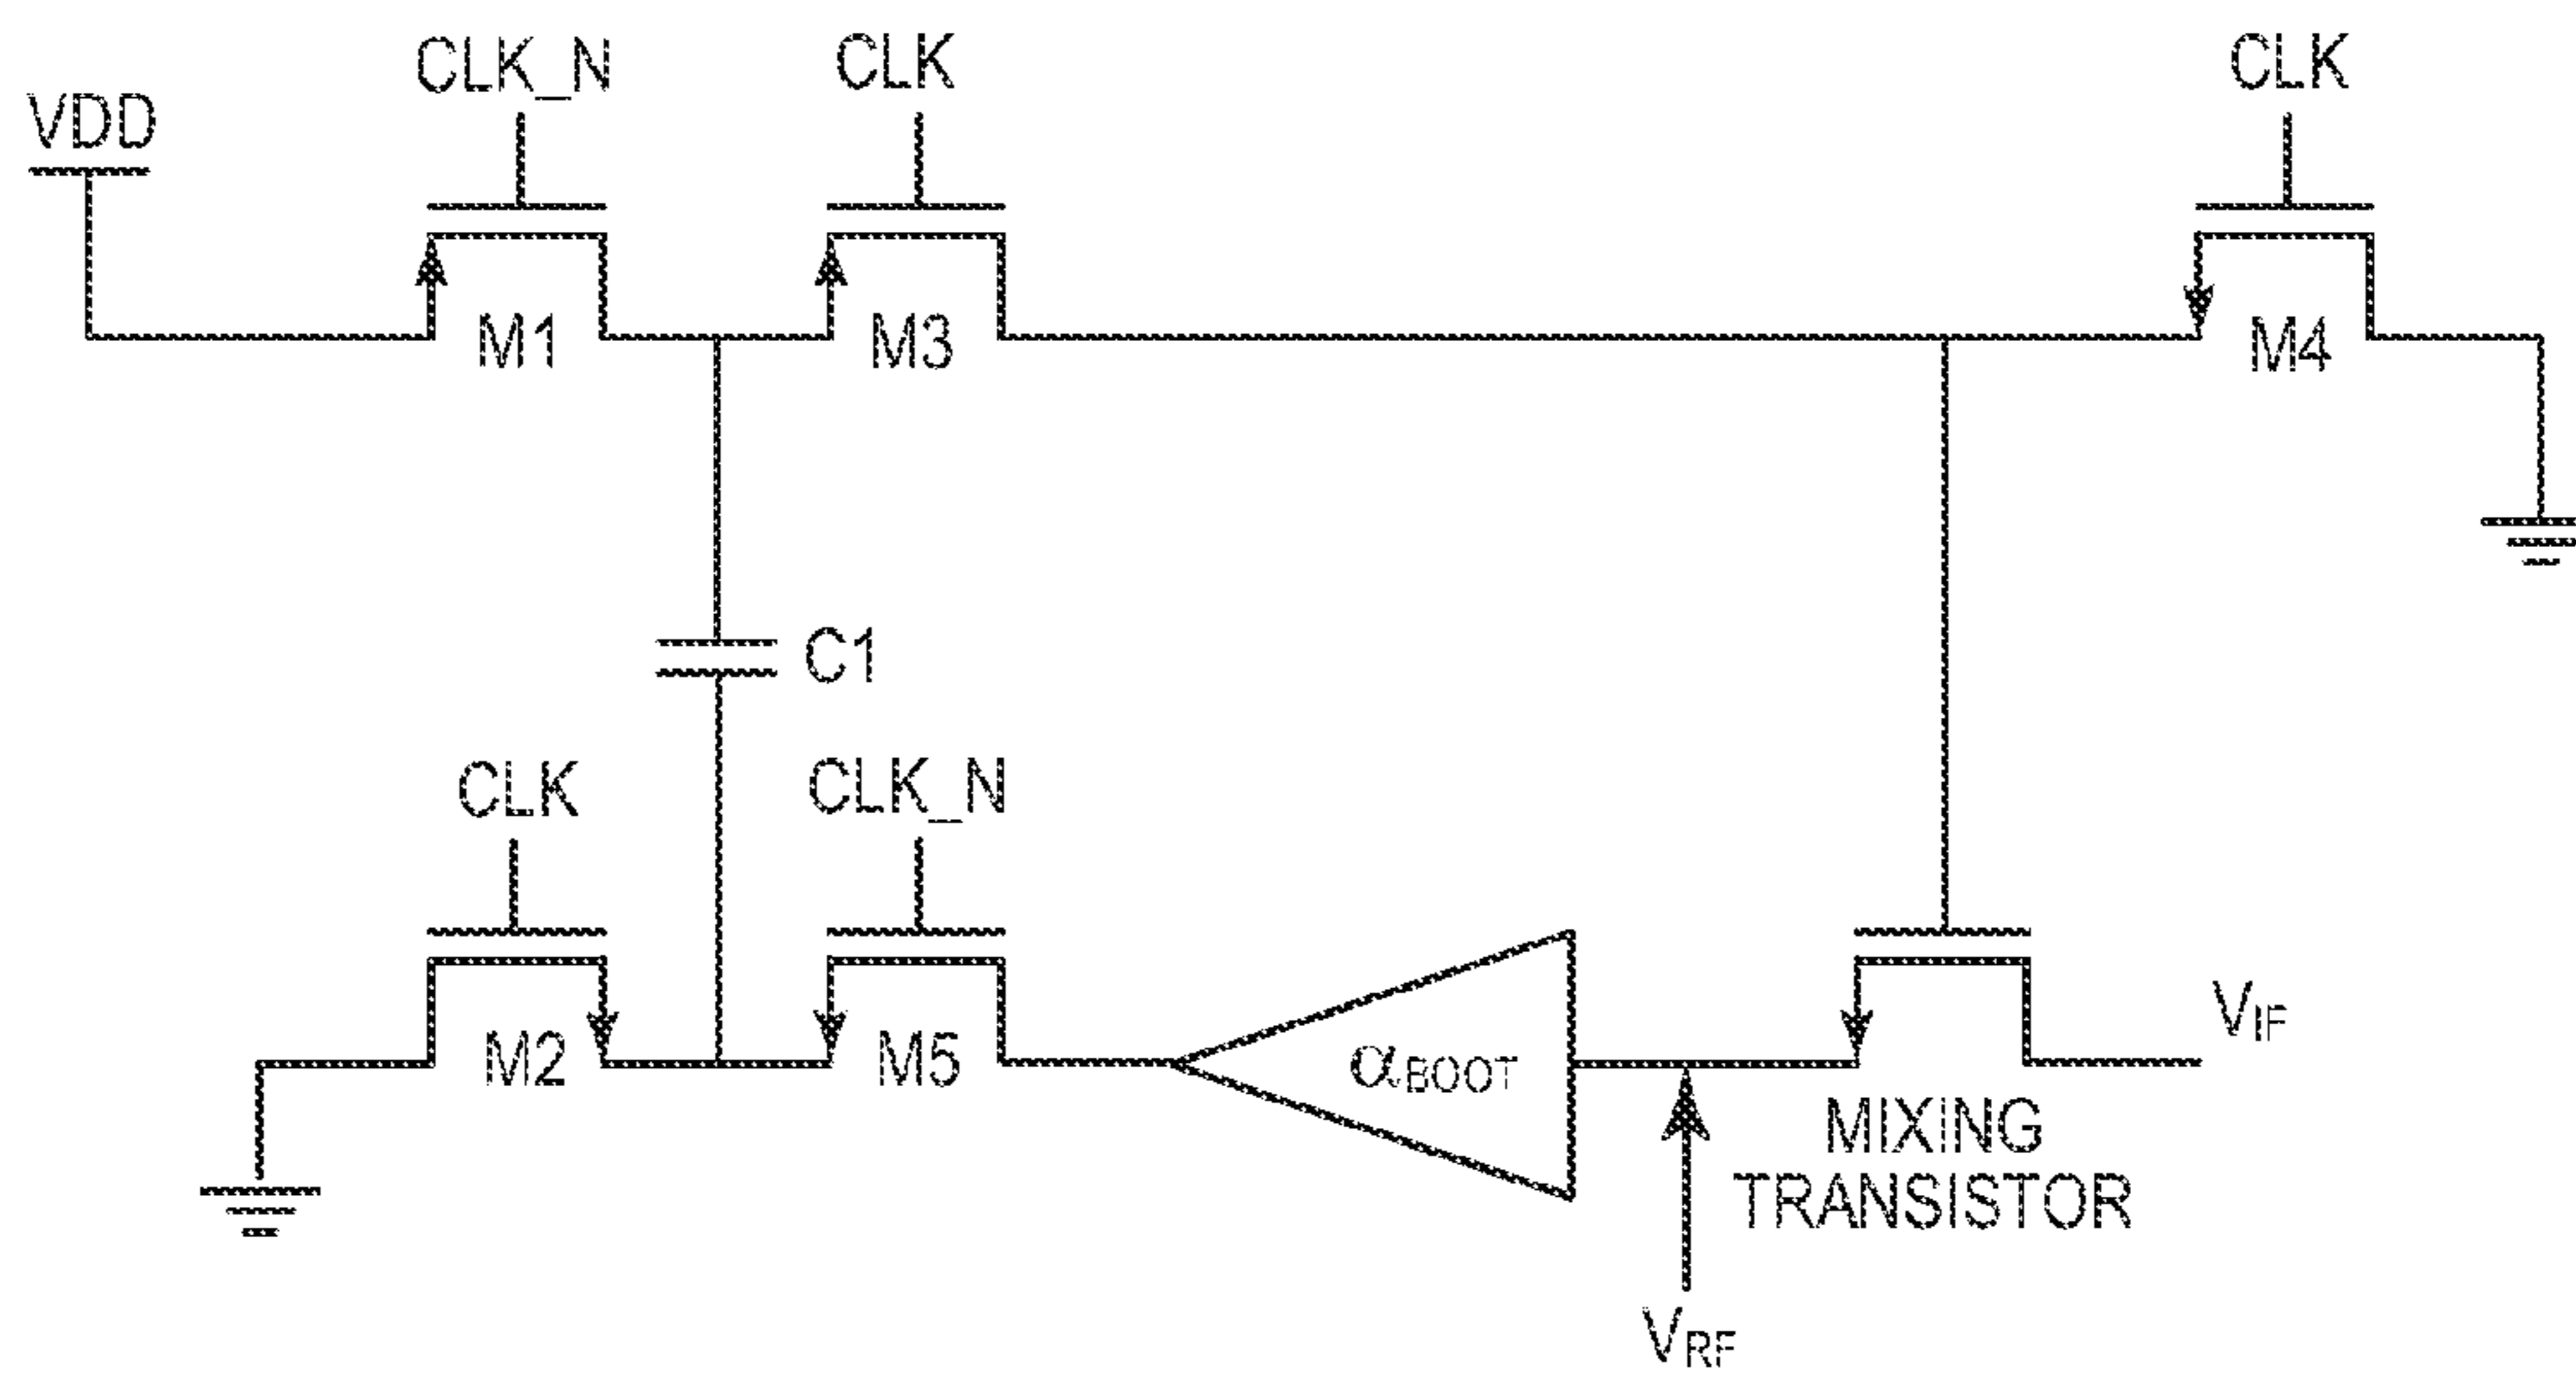 VDD
CLK_N
CLK
CLK
M1
M3
M4
C1
CLK
CLK_N
M2
M5
αBOOT
VIF
MIXING
TRANSISTOR
VRF